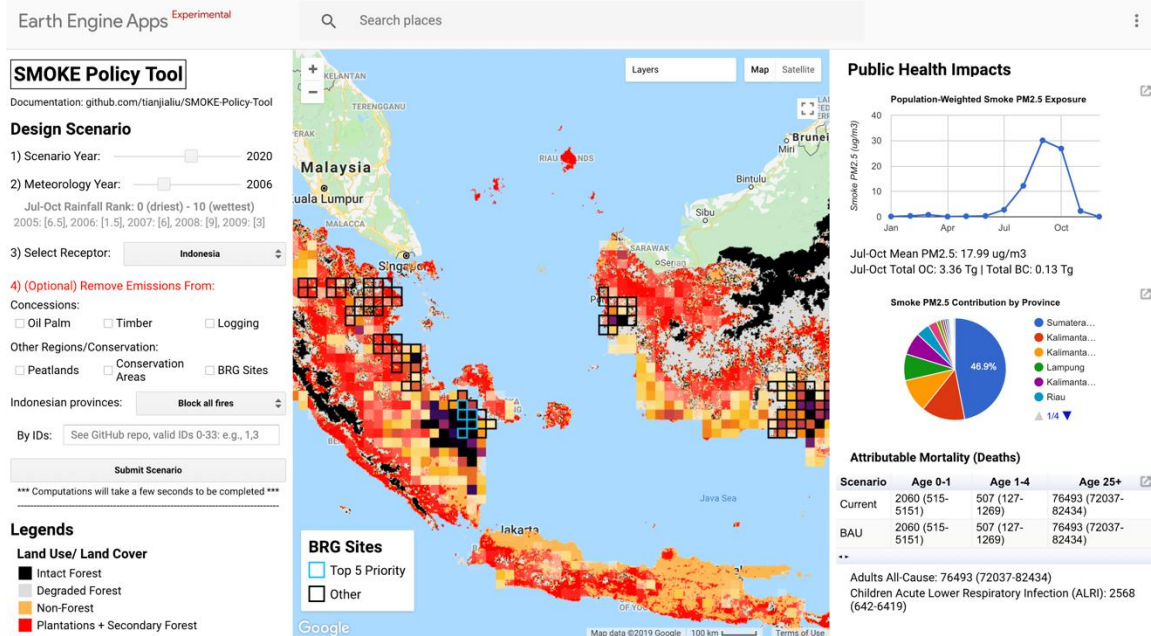 Earth Engine Apps Experimental
Search places
SMOKE Policy Tool
Documentation: github.com/tianjialiu/SMOKE-Policy-Tool
Design Scenario
1) Scenario Year:
2020
2) Meteorology Year:
2006
Jul-Oct Rainfall Rank: 0 (driest) - 10 (wettest)
2005: [6.5], 2006: [1.5], 2007: [6], 2008: [9], 2009: [3]
3) Select Receptor:
Indonesia
4) (Optional) Remove Emissions From:
Concessions:
Oil Palm
Timber
Logging
Other Regions/Conservation:
Peatlands
Conservation
Areas
BRG Sites
Indonesian provinces:
Block all fires
By IDs:
See GitHub repo, valid IDs 0-33: e.g., 1,3
Submit Scenario
*** Computations will take a few seconds to be completed ***
Legends
Land Use/ Land Cover
Intact Forest
Degraded Forest
Non-Forest
Plantations + Secondary Forest
+
−
KELANTAN
TERENGGANU
Layers
Map
Satellite
Brunei
Miri
Malaysia
RIAU
Bintulu
MALACCA
Sibu
SARAWAK
Java Sea
BRG Sites
Top 5 Priority
Other
Google
Map data ©2019 Google
100 km
Terms of Use
Public Health Impacts
Population-Weighted Smoke PM2.5 Exposure
Smoke PM2.5 (ug/m3)
40
30
20
10
0
Jan
Apr
Jul
Oct
Jul-Oct Mean PM2.5: 17.99 ug/m3
Jul-Oct Total OC: 3.36 Tg | Total BC: 0.13 Tg
Smoke PM2.5 Contribution by Province
46.9%
Sumatera...
Kalimanta...
Kalimanta...
Lampung
Kalimanta...
Riau
1/4
Attributable Mortality (Deaths)
Scenario Age 0-1 Age 1-4 Age 25+
Current 2060 (515-5151) 507 (127-1269) 76493 (72037-82434)
BAU 2060 (515-5151) 507 (127-1269) 76493 (72037-82434)
Adults All-Cause: 76493 (72037-82434)
Children Acute Lower Respiratory Infection (ALRI): 2568
(642-6419)